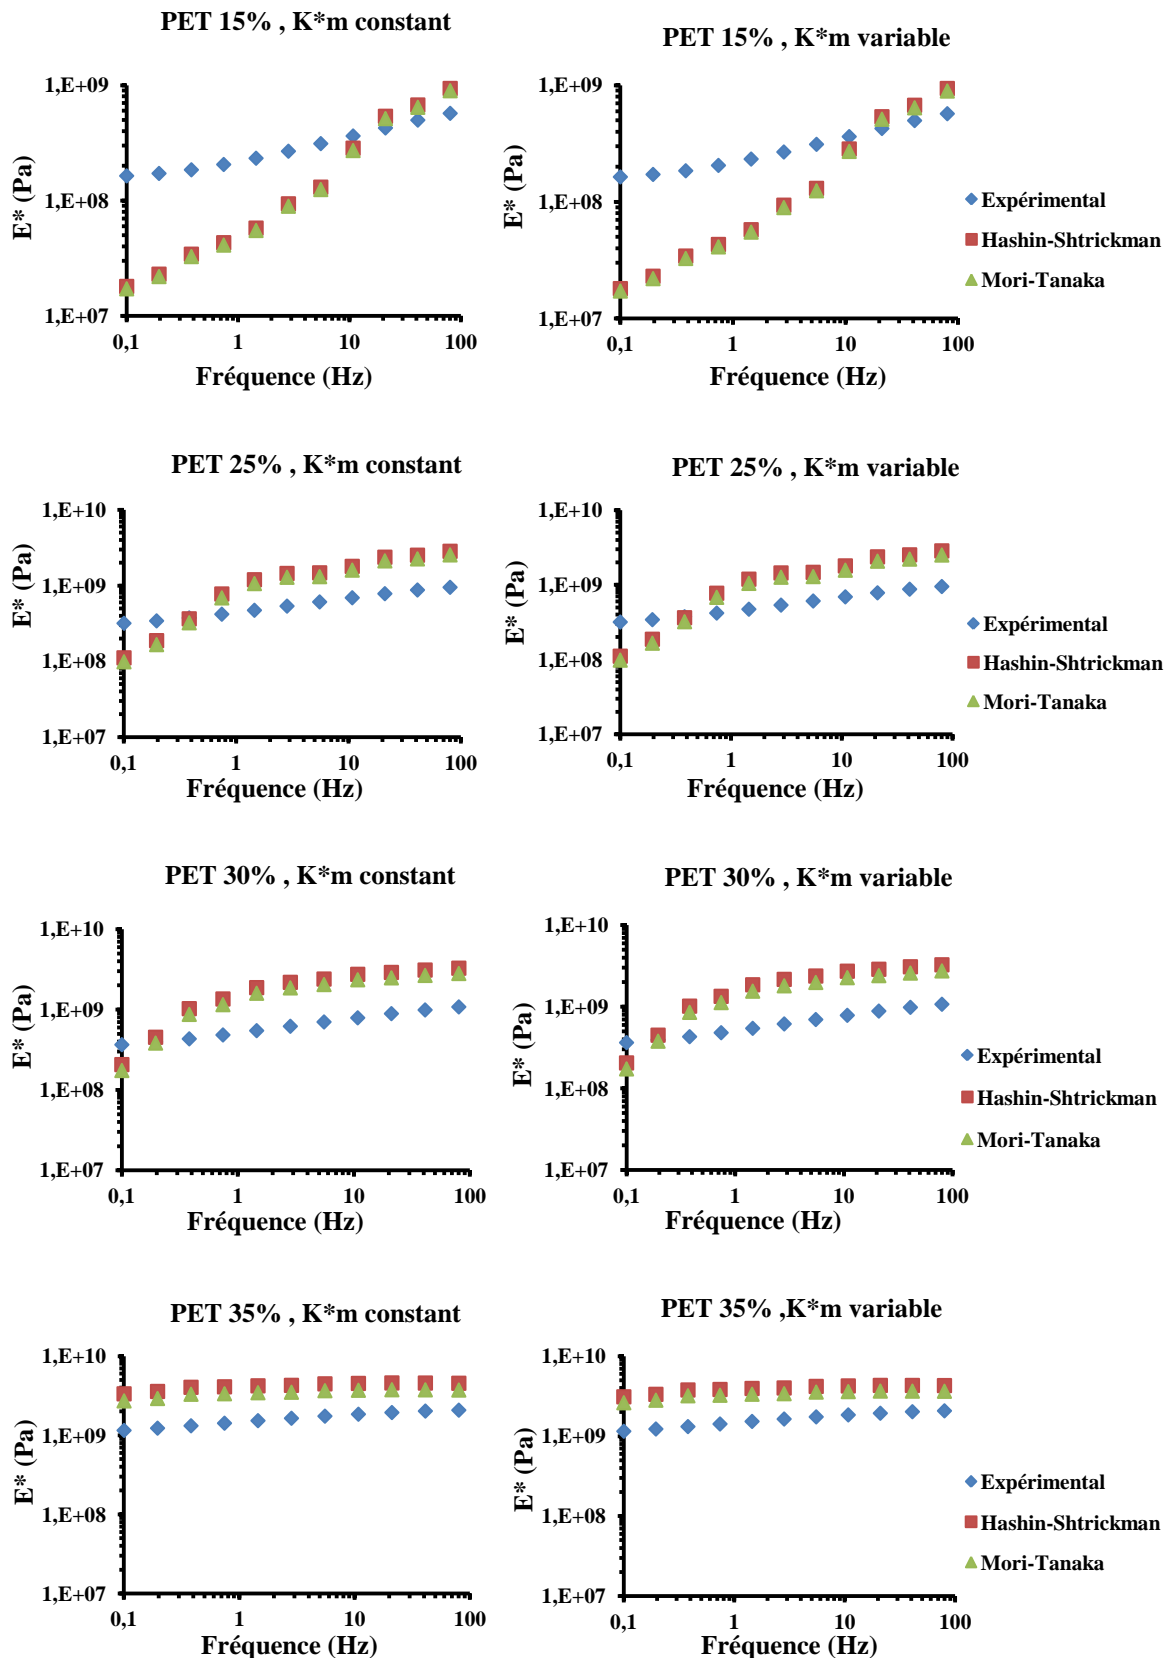 PET 15% , K*m constant
1,E+09
1,E+08
1,E+07
E* (Pa)
0,1 1 10 100
Fréquence (Hz)
PET 15% , K*m variable
1,E+09
1,E+08
1,E+07
E* (Pa)
0,1 1 10 100
Fréquence (Hz)
Expérimental
Hashin-Shtrickman
Mori-Tanaka
PET 25% , K*m constant
1,E+10
1,E+09
1,E+08
1,E+07
E* (Pa)
0,1 1 10 100
Fréquence (Hz)
PET 25% , K*m variable
1,E+10
1,E+09
1,E+08
1,E+07
E* (Pa)
0,1 1 10 100
Fréquence (Hz)
Expérimental
Hashin-Shtrickman
Mori-Tanaka
PET 30% , K*m constant
1,E+10
1,E+09
1,E+08
1,E+07
E* (Pa)
0,1 1 10 100
Fréquence (Hz)
PET 30% , K*m variable
1,E+10
1,E+09
1,E+08
1,E+07
E* (Pa)
0,1 1 10 100
Fréquence (Hz)
Expérimental
Hashin-Shtrickman
Mori-Tanaka
PET 35% , K*m constant
1,E+10
1,E+09
1,E+08
1,E+07
E* (Pa)
0,1 1 10 100
Fréquence (Hz)
PET 35% ,K*m variable
1,E+10
1,E+09
1,E+08
1,E+07
E* (Pa)
0,1 1 10 100
Fréquence (Hz)
Expérimental
Hashin-Shtrickman
Mori-Tanaka